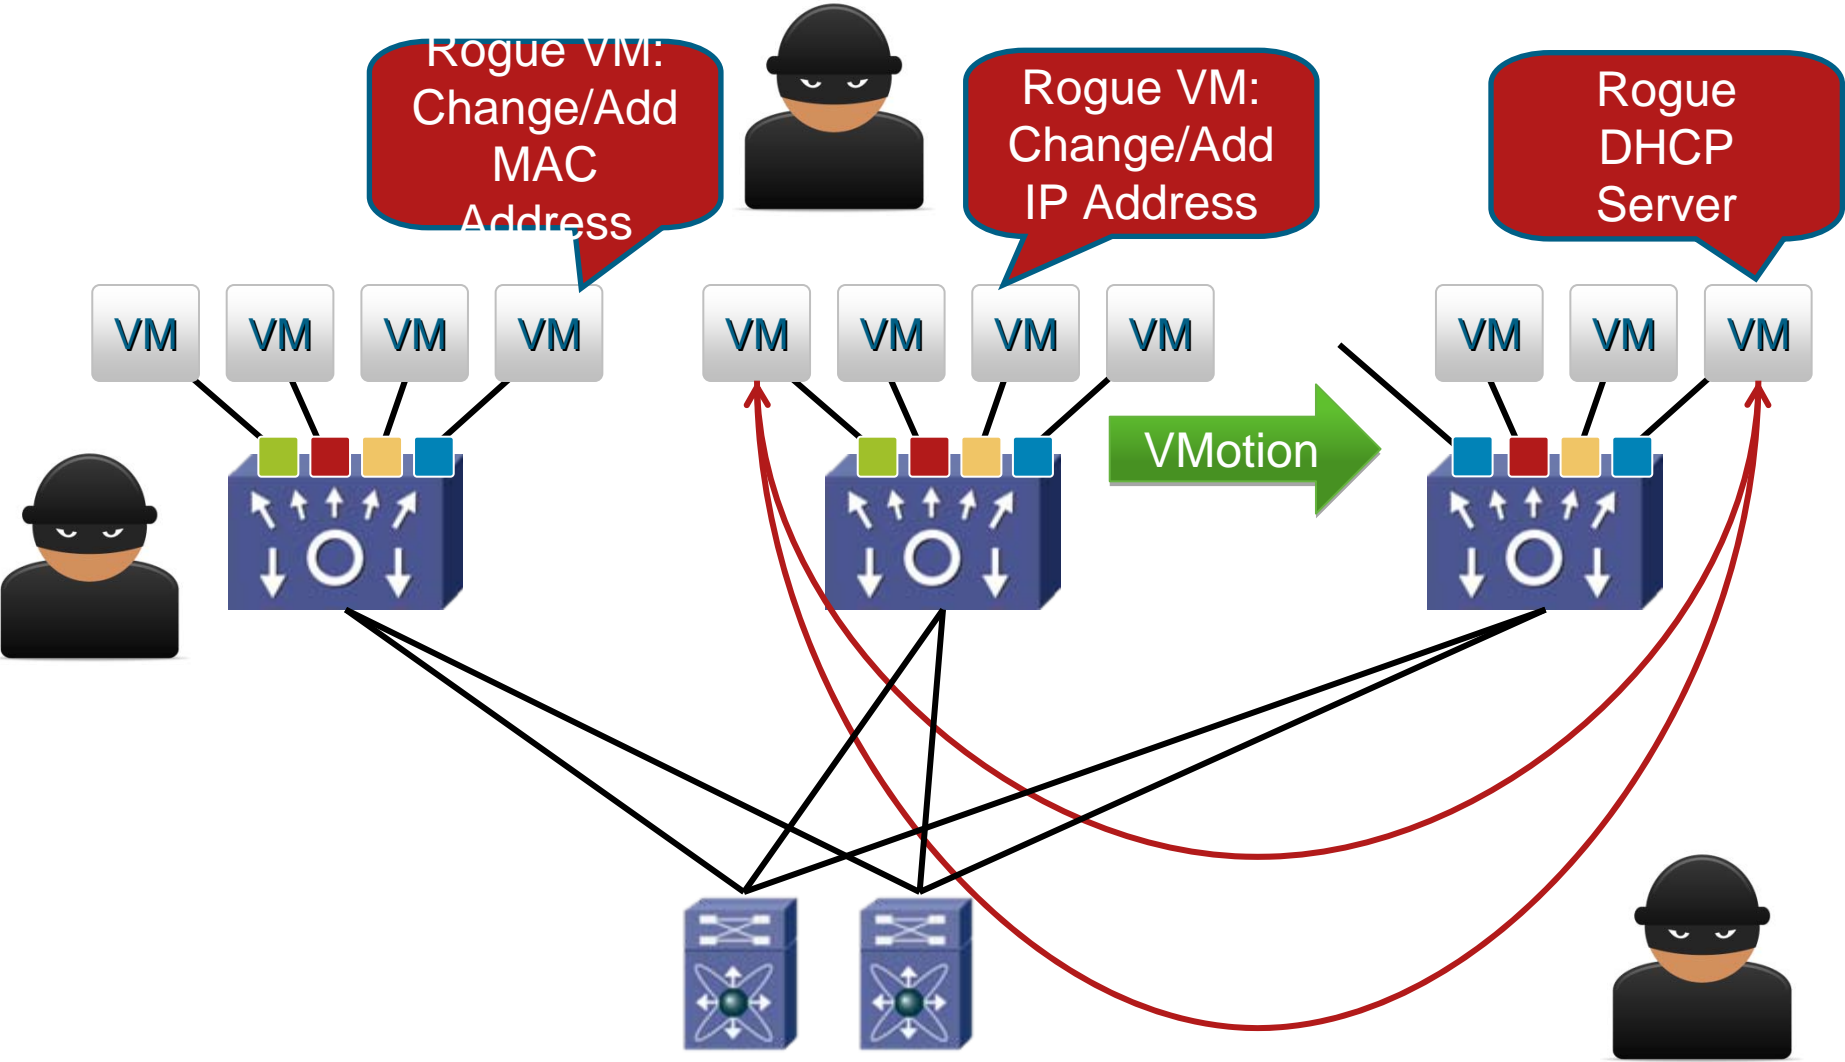 Rogue VM:
Change/Add
MAC
Address
Rogue VM:
Change/Add
IP Address
Rogue
DHCP
Server
VM
VM
VM
VM
VM
VM
VM
VM
VM
VM
VM
VMotion